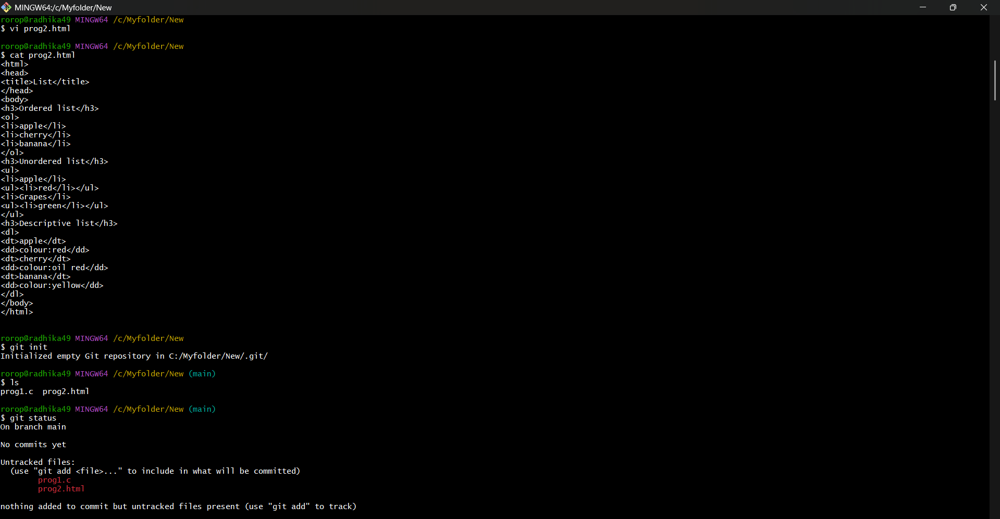 MINGW64:/c/Myfolder/New
rorop@radhika49 MINGW64 /c/Myfolder/New
$ vi prog2.html
rorop@radhika49 MINGW64 /c/Myfolder/New
$ cat prog2.html
<html>
<head>
<title>List</title>
</head>
<body>
<h3>Ordered list</h3>
<ol>
<li>apple</li>
<li>cherry</li>
<li>banana</li>
</ol>
<h3>Unordered list</h3>
<ul>
<li>apple</li>
<ul><li>red</li></ul>
<li>Grapes</li>
<ul><li>green</li></ul>
</ul>
<h3>Descriptive list</h3>
<dl>
<dt>apple</dt>
<dd>colour:red</dd>
<dt>cherry</dt>
<dd>colour:oil red</dd>
<dt>banana</dt>
<dd>colour:yellow</dd>
</dl>
</body>
</html>
rorop@radhika49 MINGW64 /c/Myfolder/New
$ git init
Initialized empty Git repository in C:/Myfolder/New/.git/
rorop@radhika49 MINGW64 /c/Myfolder/New (main)
$ ls
prog1.c  prog2.html
rorop@radhika49 MINGW64 /c/Myfolder/New (main)
$ git status
On branch main
No commits yet
Untracked files:
(use "git add <file>..." to include in what will be committed)
prog1.c
prog2.html
nothing added to commit but untracked files present (use "git add" to track)